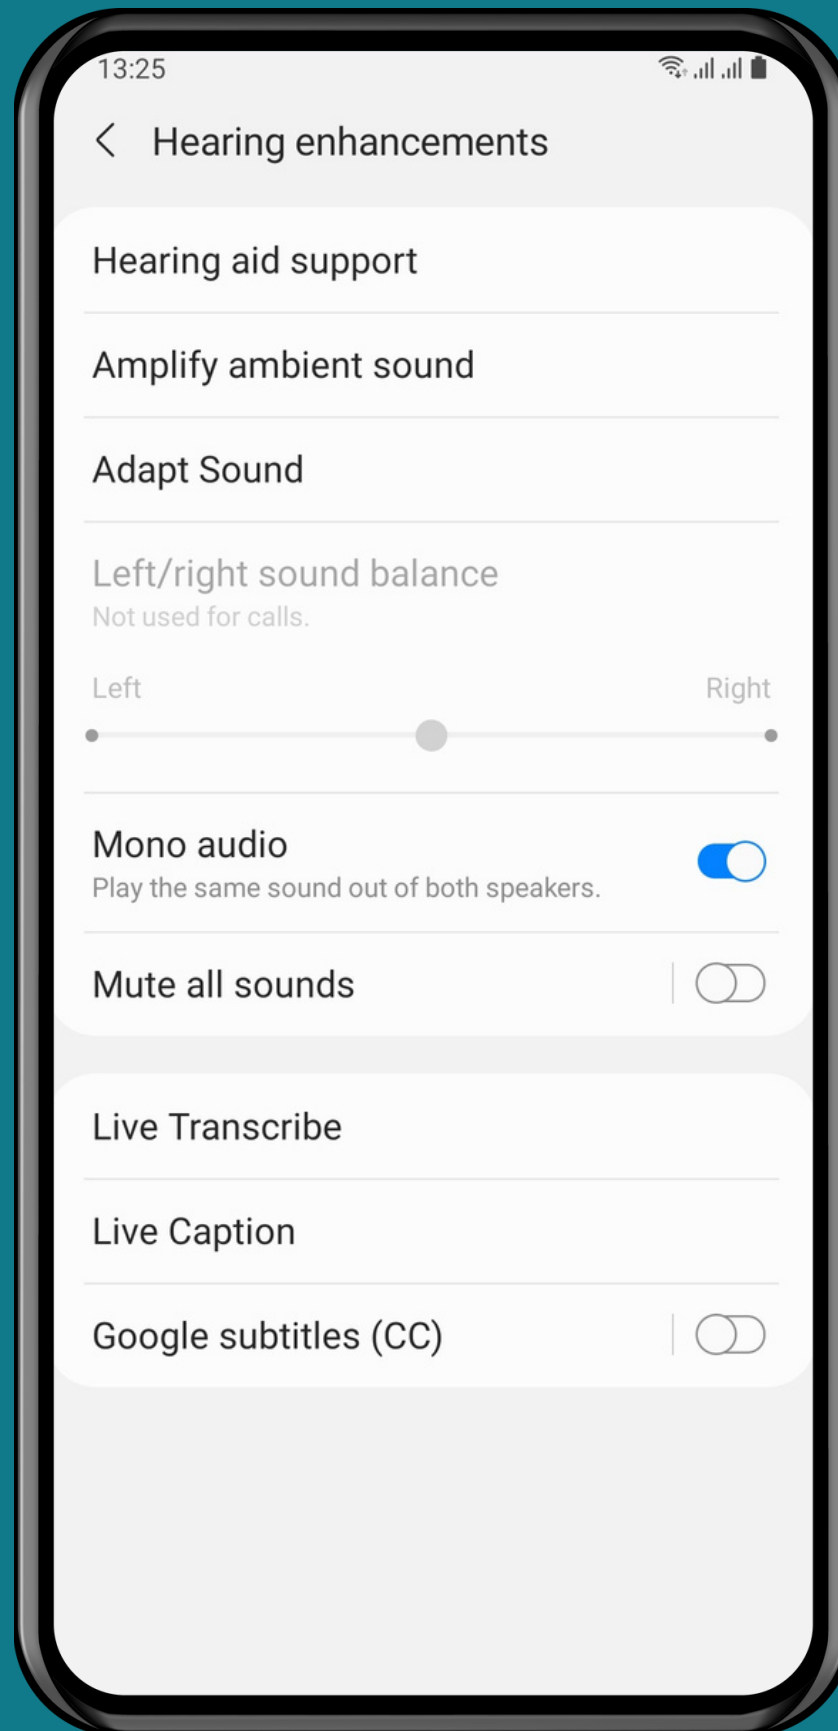 13:25
Hearing enhancements
Hearing aid support
Amplify ambient sound
Adapt Sound
Left/right sound balance
Not used for calls.
Left Right
Mono audio
Play the same sound out of both speakers.
Mute all sounds
Live Transcribe
Live Caption
Google subtitles (CC)